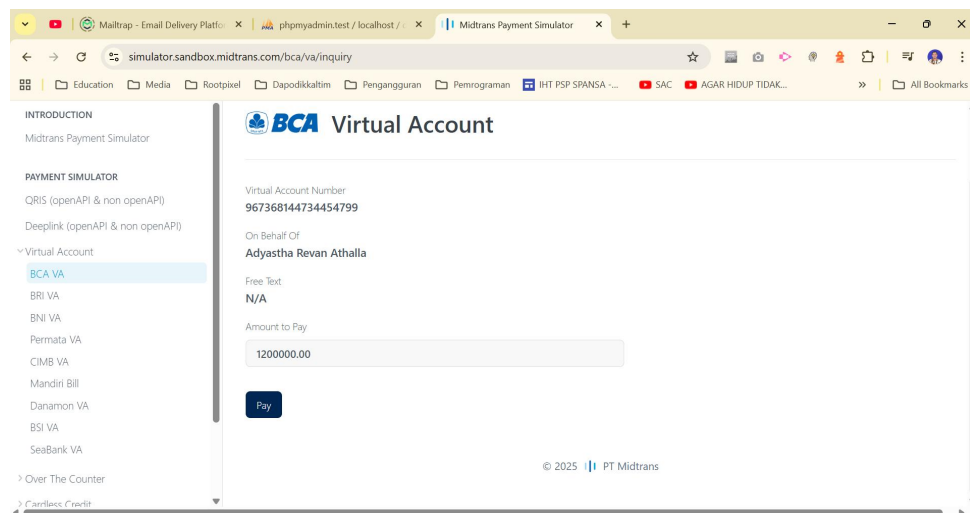 Mailtrap - Email Delivery Platfo
phpmyadmin.test / localhost /
Midtrans Payment Simulator
simulator.sandbox.midtrans.com/bca/va/inquiry
Education
Media
Rootpixel
Dapodikkaltim
Pengangguran
Pemrograman
IHT PSP SPANSA -...
SAC
AGAR HIDUP TIDAK...
All Bookmarks
INTRODUCTION
Midtrans Payment Simulator
PAYMENT SIMULATOR
QRIS (openAPI & non openAPI)
Deeplink (openAPI & non openAPI)
Virtual Account
BCA VA
BRI VA
BNI VA
Permata VA
CIMB VA
Mandiri Bill
Danamon VA
BSI VA
SeaBank VA
Over The Counter
Cardless Credit
BCA Virtual Account
Virtual Account Number
967368144734454799
On Behalf Of
Adyastha Revan Athalla
Free Text
N/A
Amount to Pay
1200000.00
Pay
© 2025 PT Midtrans